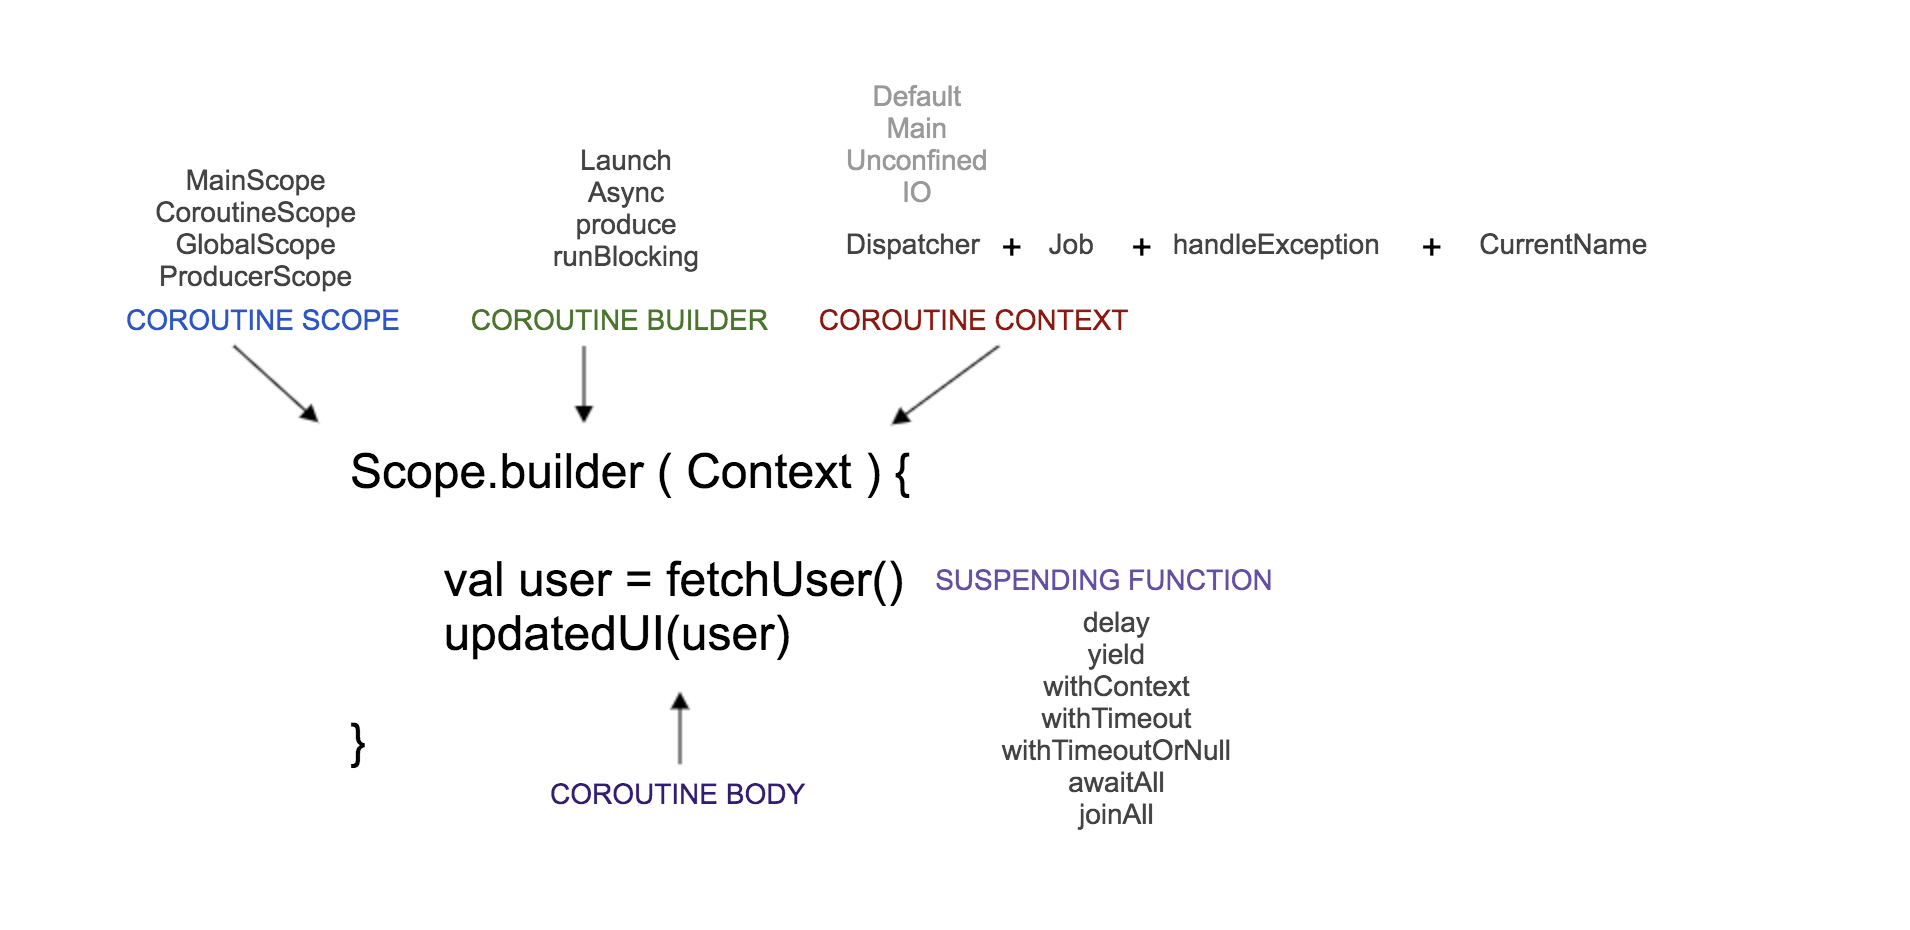 Default
Main
Unconfined
IO
MainScope
CoroutineScope
GlobalScope
ProducerScope
Launch
Async
produce
runBlocking
Dispatcher + Job + handleException + CurrentName
COROUTINE SCOPE
COROUTINE BUILDER
COROUTINE CONTEXT
Scope.builder ( Context ) {
val user = fetchUser()
updatedUI(user)
}
SUSPENDING FUNCTION
delay
yield
withContext
withTimeout
withTimeoutOrNull
awaitAll
joinAll
COROUTINE BODY